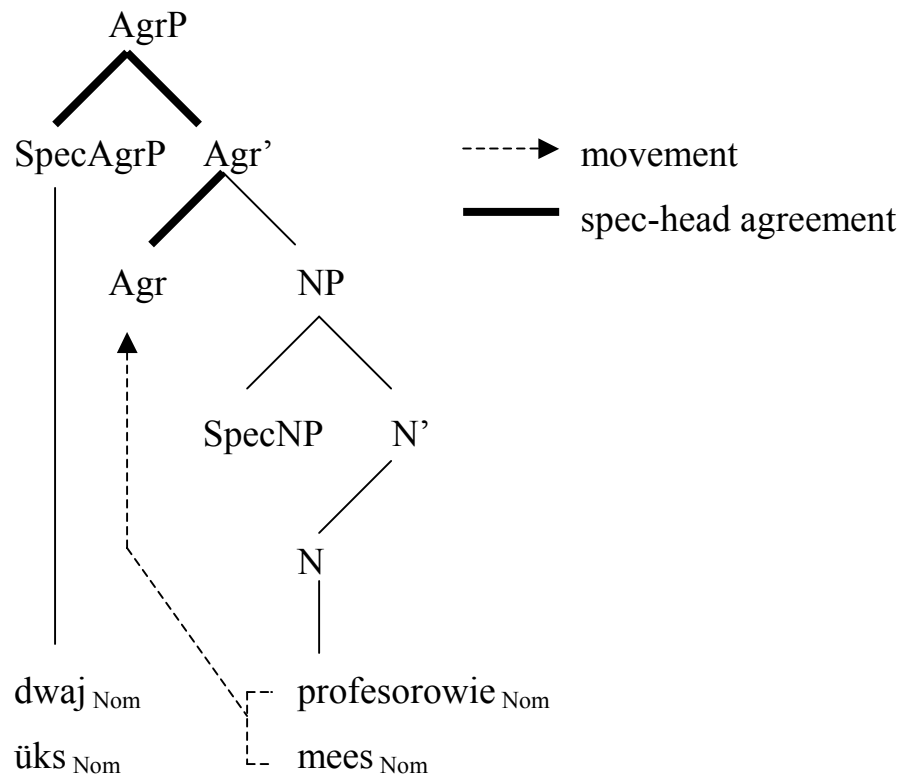 AgrP
SpecAgrP Agr’
movement
spec-head agreement
Agr NP
SpecNP N’
N
dwaj Nom profesorowie Nom
üks Nom mees Nom